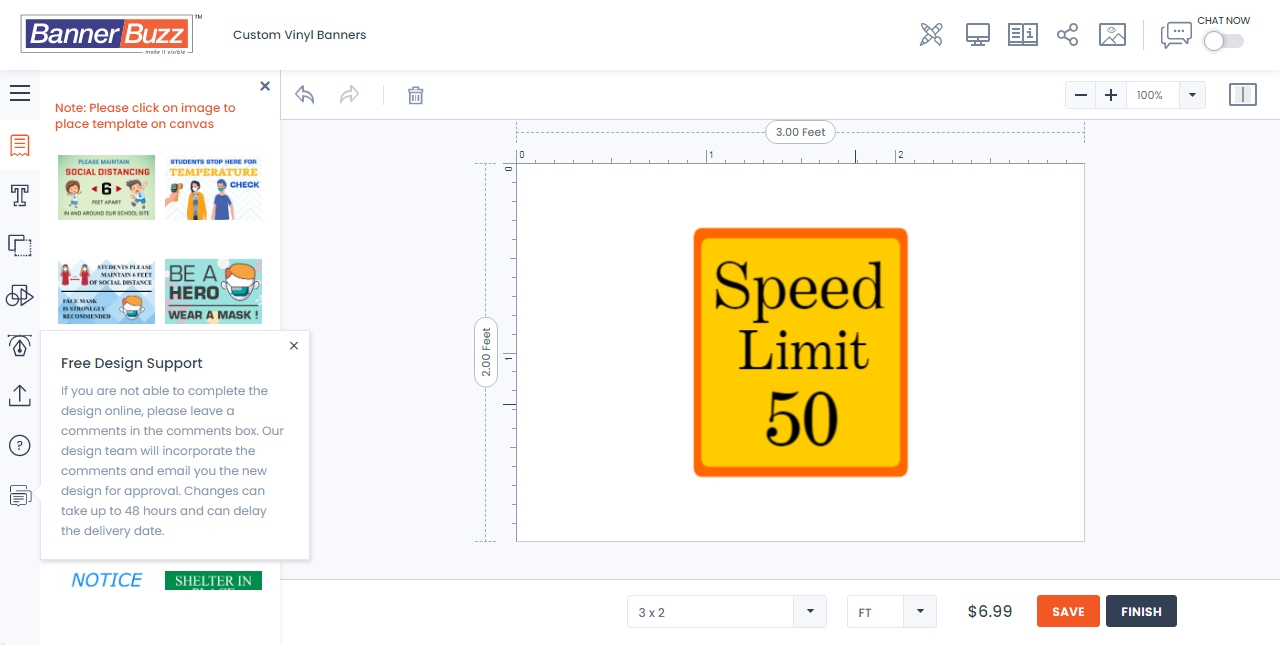 BannerBuzz™
make it visible
Custom Vinyl Banners
CHAT NOW
Note: Please click on image to
place template on canvas
PLEASE MAINTAIN
SOCIAL DISTANCING
6
FEET APART
IN AND AROUND OUR SCHOOL SITE
STUDENTS STOP HERE FOR
TEMPERATURE
CHECK
STUDENTS PLEASE
MAINTAIN 6 FEET
OF SOCIAL DISTANCE
FACE MASK
IS STRONLGLY
RECOMMENDED
BE A
HERO
WEAR A MASK !
Free Design Support
If you are not able to complete the
design online, please leave a
comments in the comments box. Our
design team will incorporate the
comments and email you the new
design for approval. Changes can
take up to 48 hours and can delay
the delivery date.
NOTICE
SHELTER IN
PLACE
100%
3.00 Feet
0 1 2
0
1
2.00 Feet
Speed
Limit
50
3 x 2
FT
$6.99
SAVE
FINISH